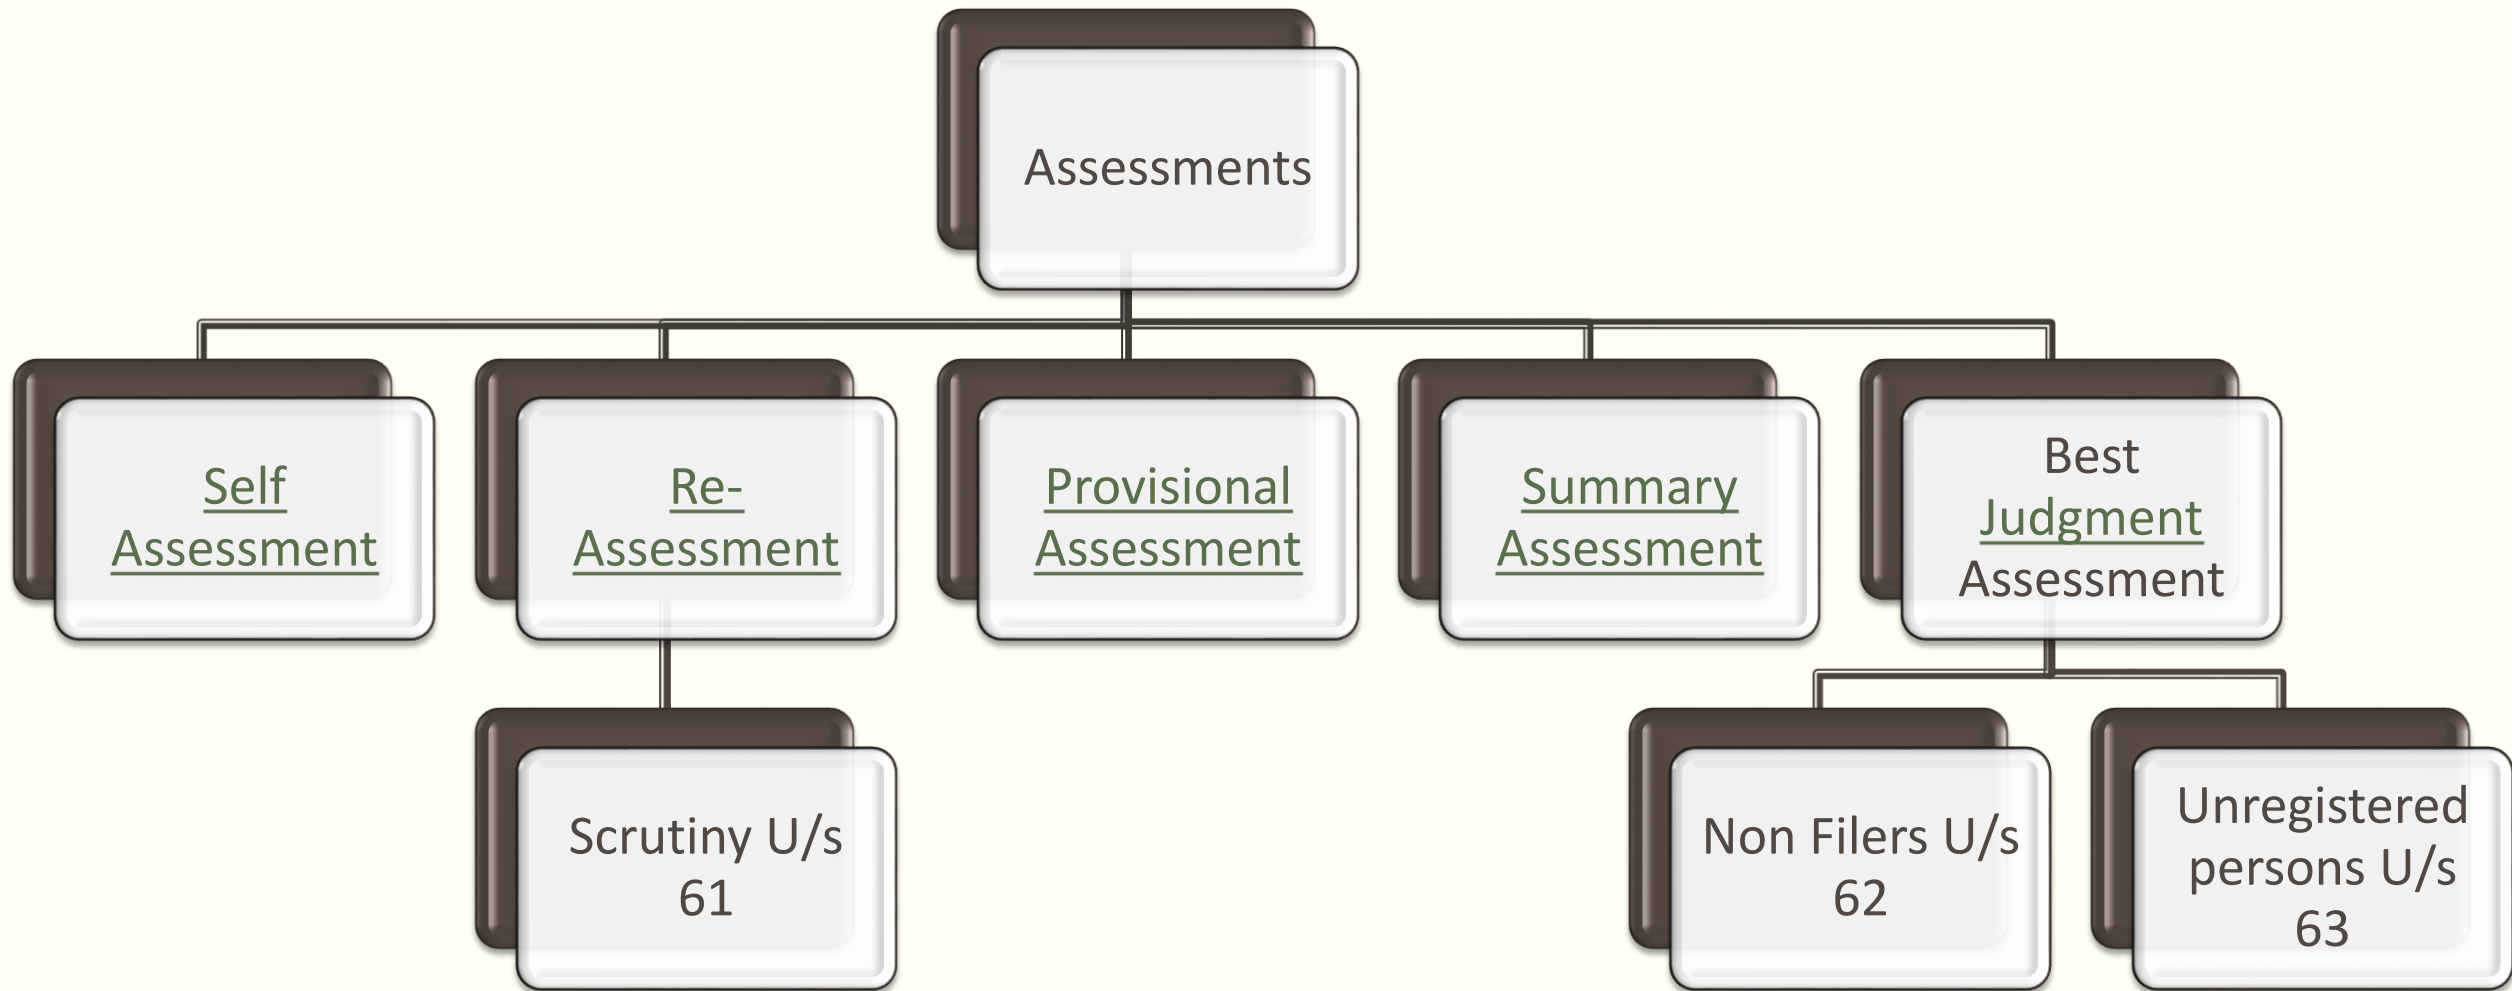 Assessments
Self
Assessment
Re-
Assessment
Provisional
Assessment
Summary
Assessment
Best
Judgment
Assessment
Scrutiny U/s
61
Non Filers U/s
62
Unregistered
persons U/s
63